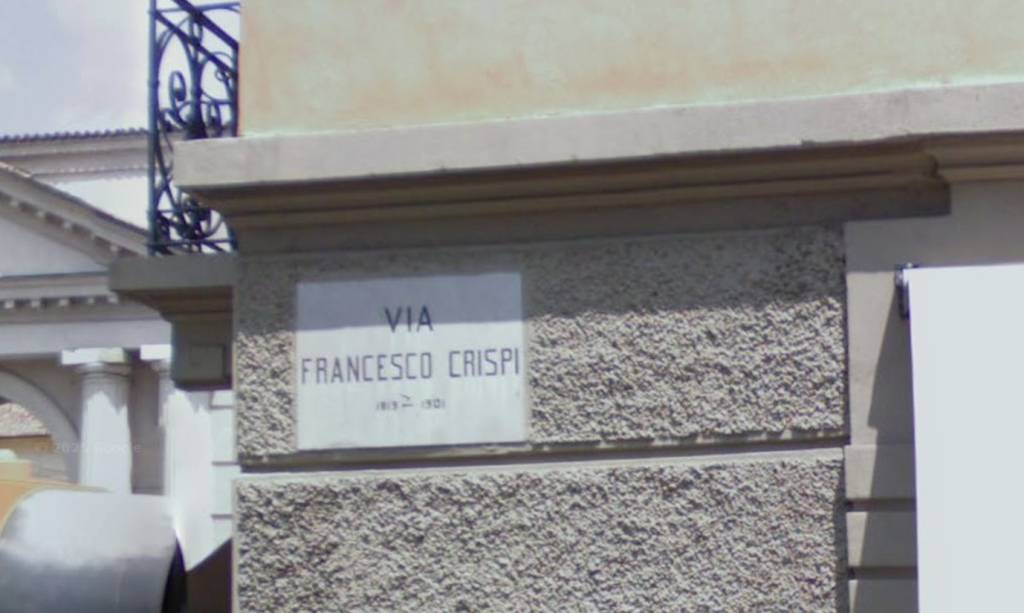 VIA
FRANCESCO CRISPI
1819 - 1901